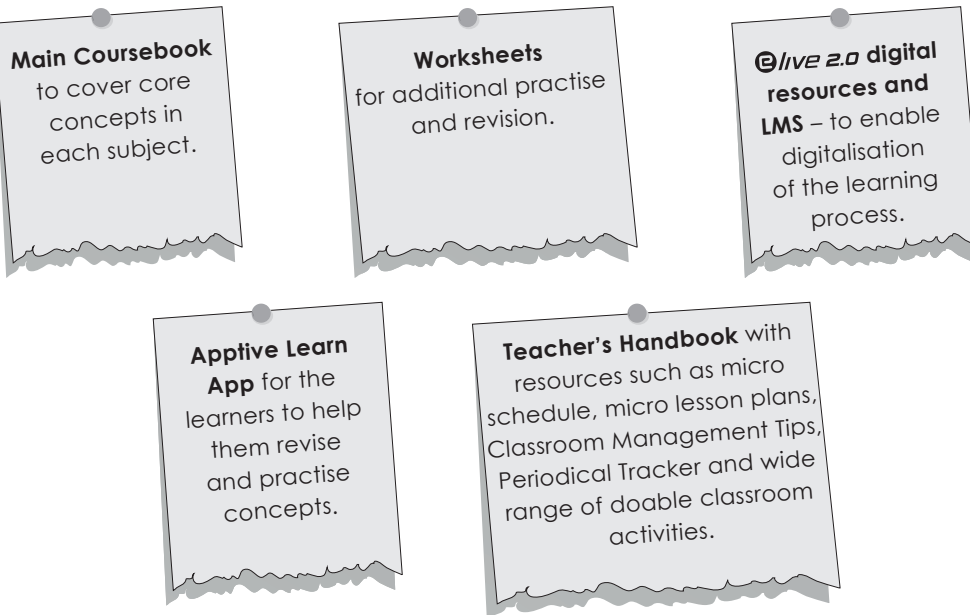 Main Coursebook
to cover core
concepts in
each subject.
Worksheets
for additional practise
and revision.
elive 2.0 digital
resources and
LMS – to enable
digitalisation
of the learning
process.
Apptive Learn
App for the
learners to help
them revise
and practise
concepts.
Teacher's Handbook with
resources such as micro
schedule, micro lesson plans,
Classroom Management Tips,
Periodical Tracker and wide
range of doable classroom
activities.